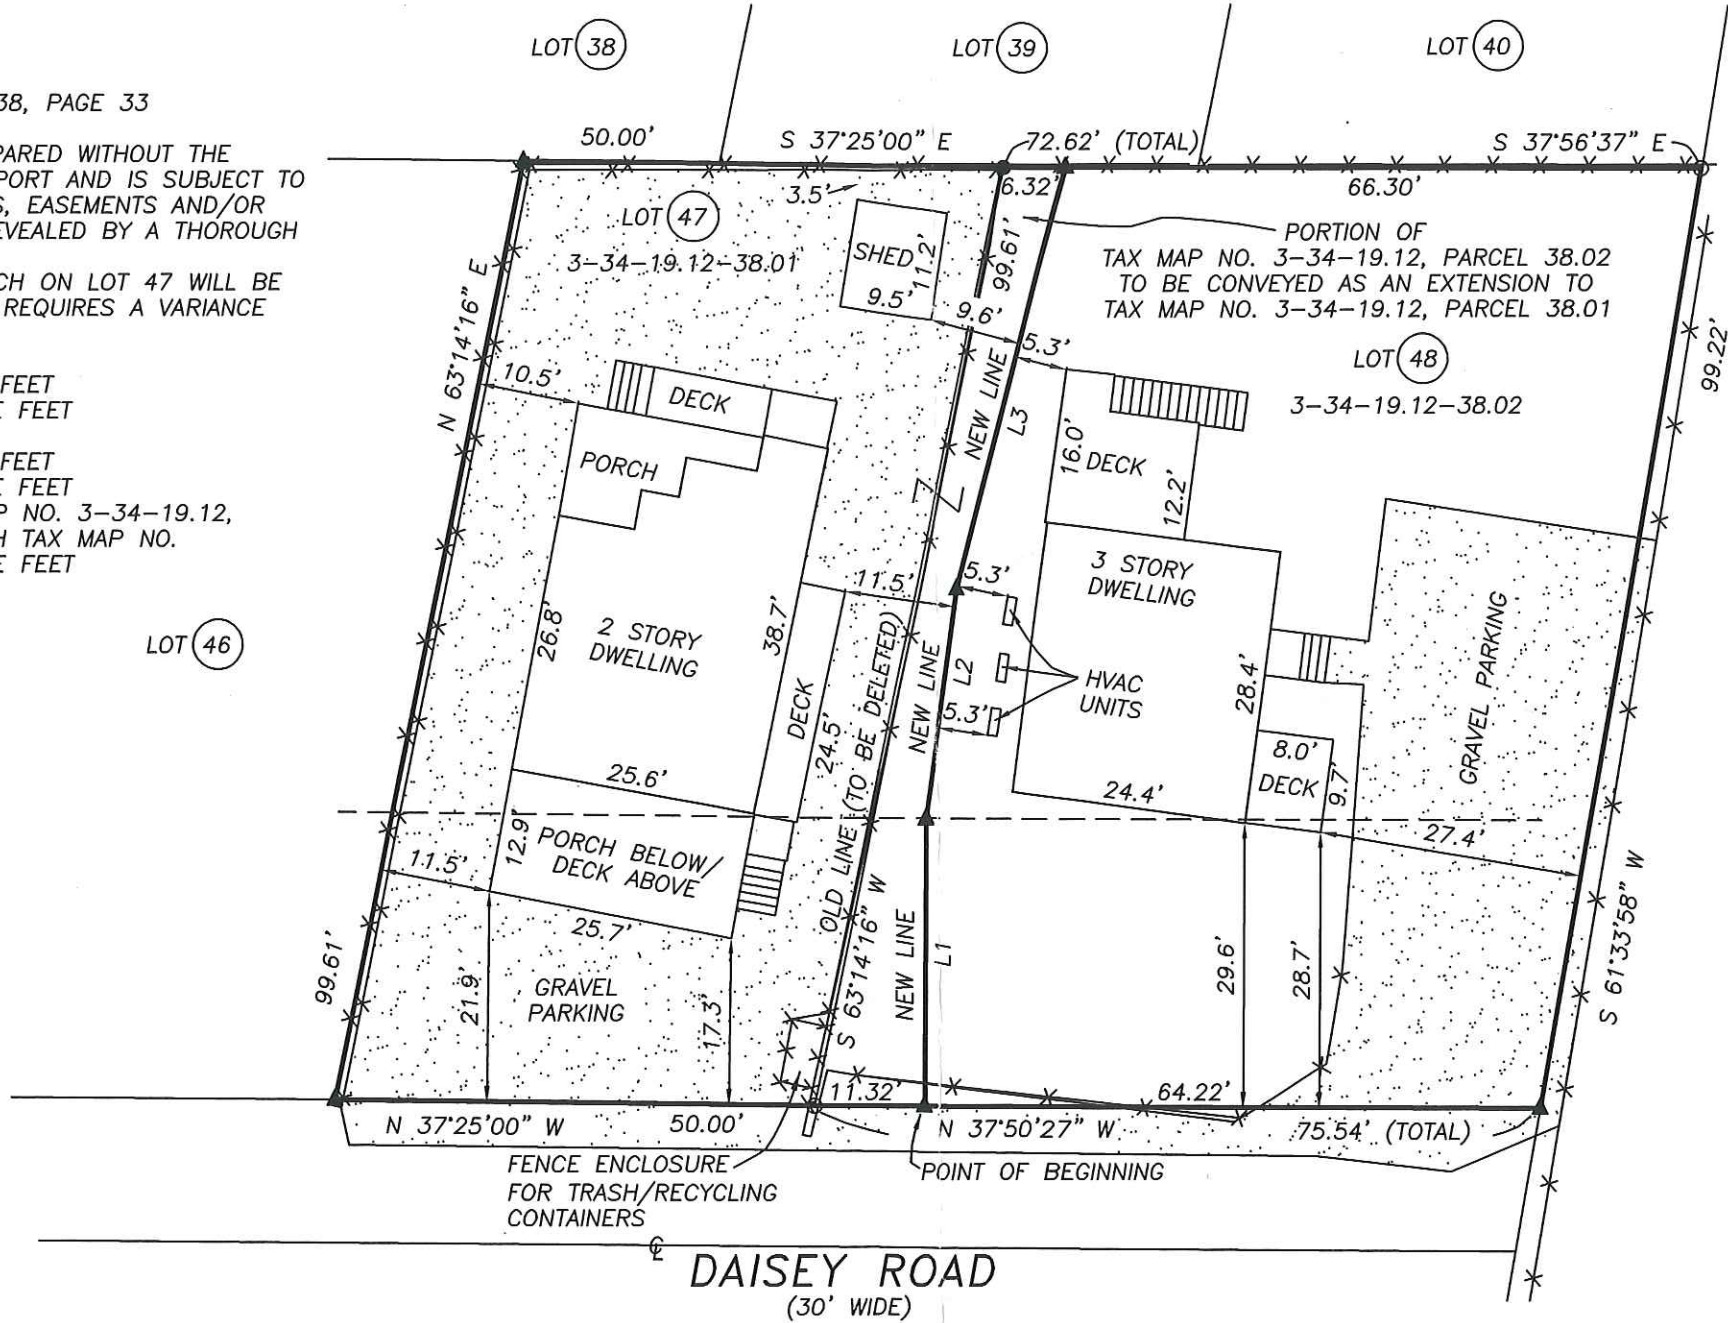 LOT 38
LOT 39
LOT 40
38, PAGE 33
PARED WITHOUT THE
PORT AND IS SUBJECT TO
S, EASEMENTS AND/OR
EVEALED BY A THOROUGH
CH ON LOT 47 WILL BE
REQUIRES A VARIANCE
FEET
E FEET
FEET
E FEET
P NO. 3-34-19.12,
H TAX MAP NO.
E FEET
LOT 46
50.00'
S 37°25'00" E
72.62' (TOTAL)
S 37°56'37" E
3.5'
6.32'
66.30'
LOT 47
3-34-19.12-38.01
SHED
11.2'
9.5'
99.61'
9.6'
5.3'
PORTION OF
TAX MAP NO. 3-34-19.12, PARCEL 38.02
TO BE CONVEYED AS AN EXTENSION TO
TAX MAP NO. 3-34-19.12, PARCEL 38.01
LOT 48
3-34-19.12-38.02
99.22'
N 63°14'16" E
10.5'
DECK
PORCH
NEW LINE
L3
16.0'
DECK
12.2'
26.8'
2 STORY
DWELLING
38.7'
11.5'
5.3'
3 STORY
DWELLING
GRAVEL PARKING
DECK
24.5'
OLD LINE (TO BE DELETED)
NEW LINE
L2
5.3'
HVAC
UNITS
28.4'
8.0'
DECK
9.7'
25.6'
24.4'
27.4'
12.9'
PORCH BELOW/
DECK ABOVE
11.5'
25.7'
S 63°14'16" W
NEW LINE
L1
29.6'
28.7'
S 61°33'58" W
99.61'
21.9'
GRAVEL
PARKING
17.3'
11.32'
64.22'
N 37°25'00" W
50.00'
N 37°50'27" W
75.54' (TOTAL)
FENCE ENCLOSURE
FOR TRASH/RECYCLING
CONTAINERS
POINT OF BEGINNING
DAISEY ROAD
(30' WIDE)